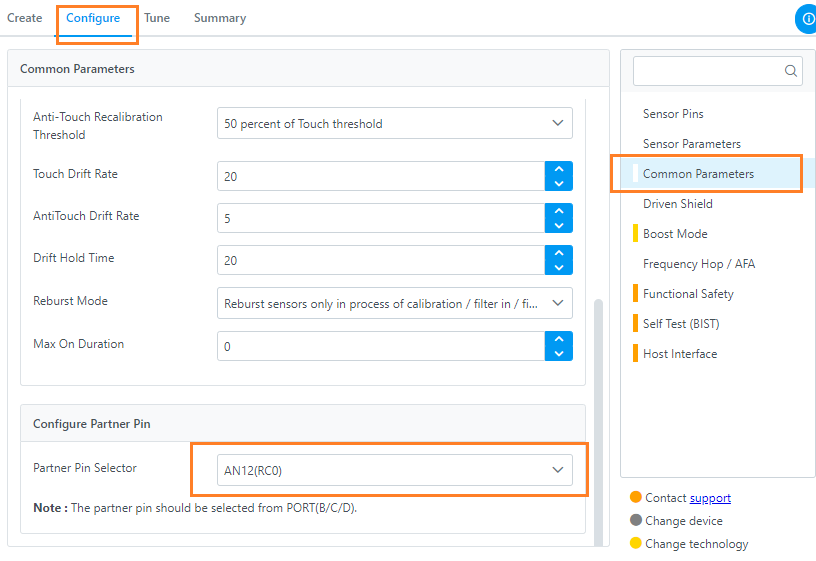 Create Configure Tune Summary
Common Parameters
Anti-Touch Recalibration
Threshold
50 percent of Touch threshold
Touch Drift Rate
20
AntiTouch Drift Rate
5
Drift Hold Time
20
Reburst Mode
Reburst sensors only in process of calibration / filter in / fi...
Max On Duration
0
Configure Partner Pin
Partner Pin Selector
AN12(RC0)
Note : The partner pin should be selected from PORT(B/C/D).
Sensor Pins
Sensor Parameters
Common Parameters
Driven Shield
Boost Mode
Frequency Hop / AFA
Functional Safety
Self Test (BIST)
Host Interface
Contact support
Change device
Change technology